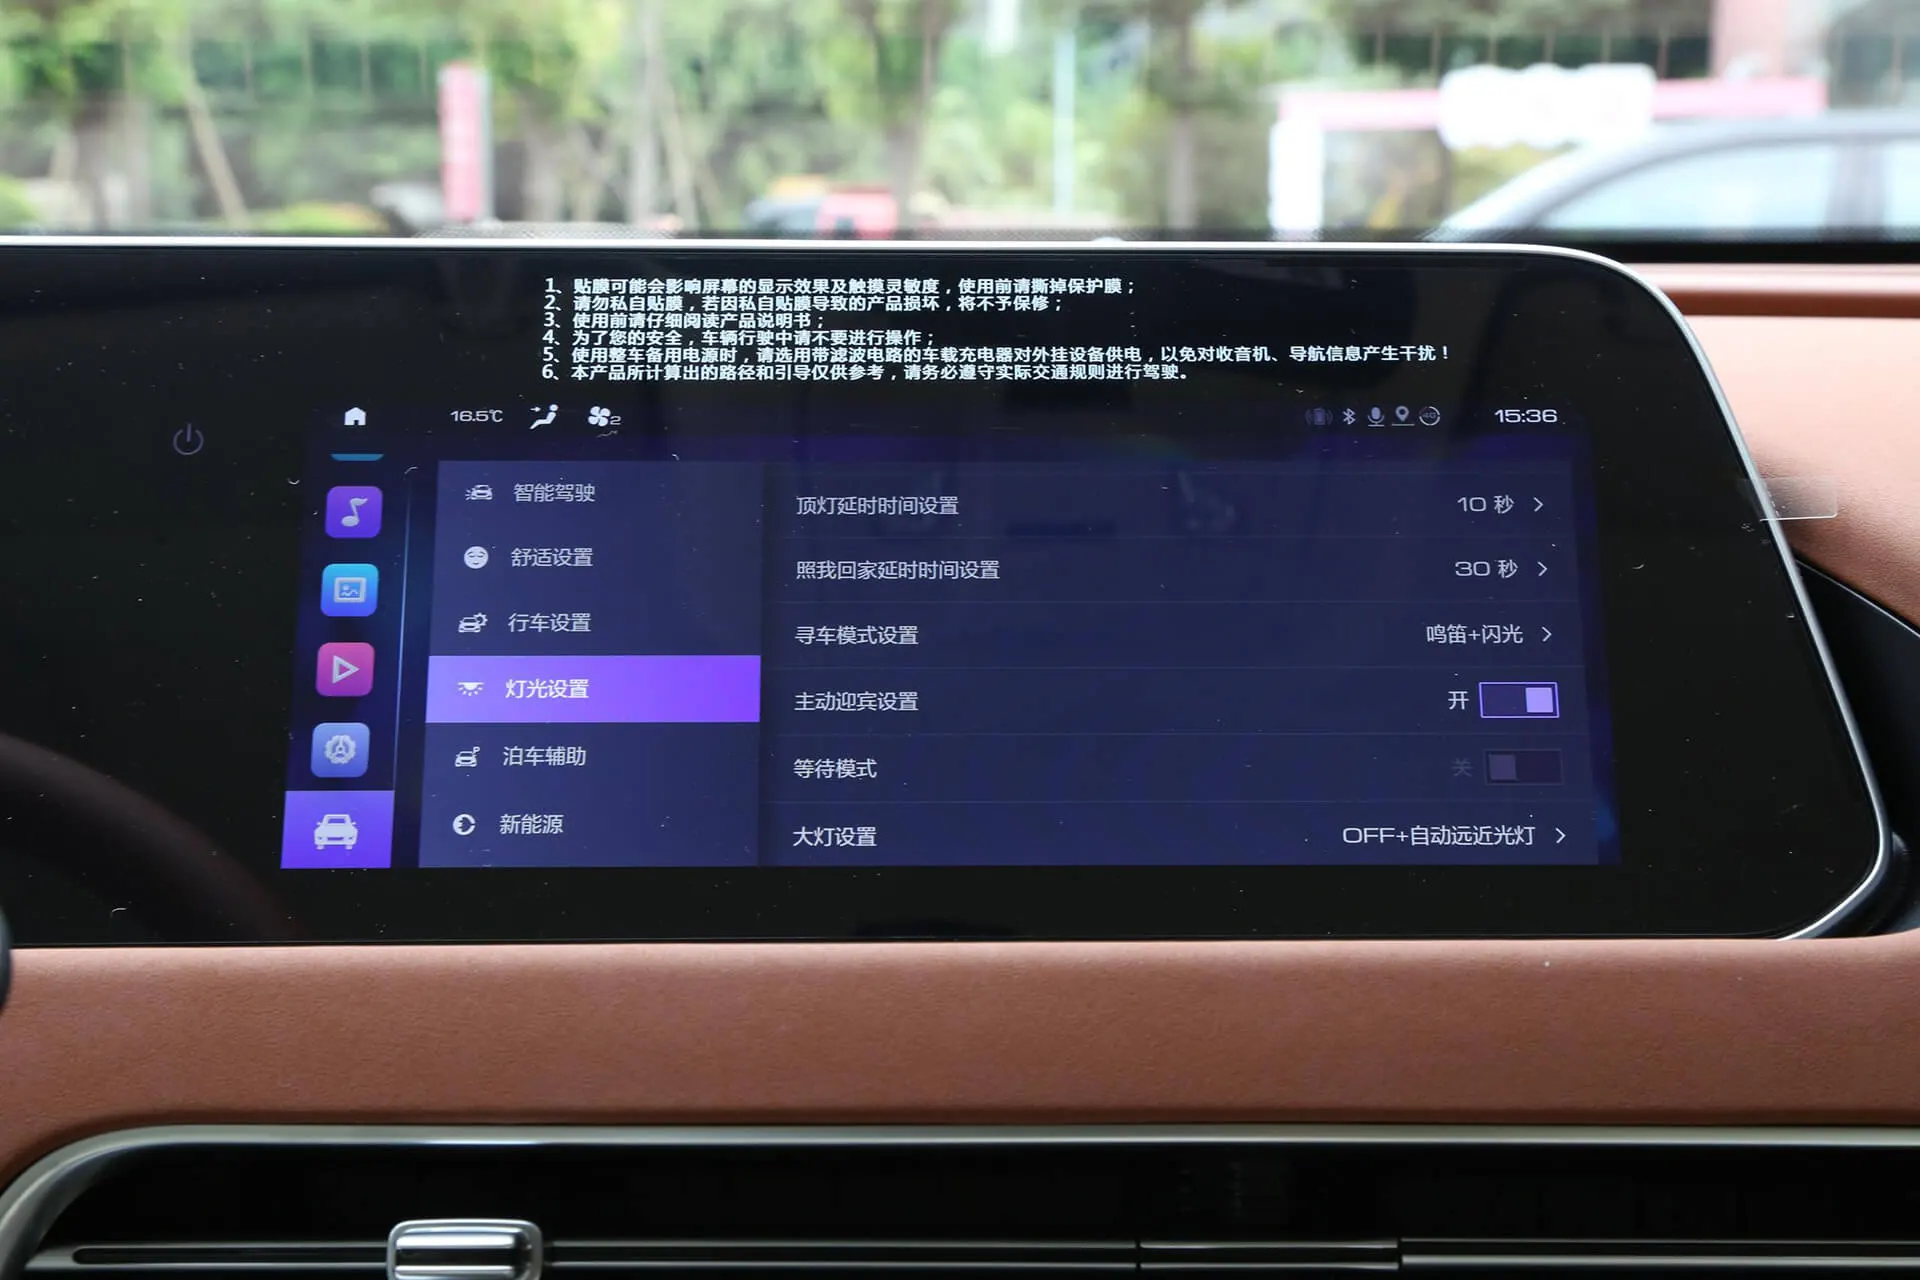 1、贴膜可能会影响屏幕的显示效果及触摸灵敏度，使用前请撕掉保护膜；
2、请勿私自贴膜，若因私自贴膜导致的产品损坏，将不予保修；
3、使用前请仔细阅读产品说明书；
4、为了您的安全，车辆行驶中请不要进行操作；
5、使用整车备用电源时，请选用带滤波电路的车载充电器对外挂设备供电，以免对收音机、导航信息产生干扰！
6、本产品所计算出的路径和引导仅供参考，请务必遵守实际交通规则进行驾驶。
16.5℃ 2 4G 15:36
智能驾驶
舒适设置
行车设置
灯光设置
泊车辅助
新能源
顶灯延时时间设置 10 秒
照我回家延时时间设置 30 秒
寻车模式设置 鸣笛+闪光
主动迎宾设置 开
等待模式 关
大灯设置 OFF+自动远近光灯